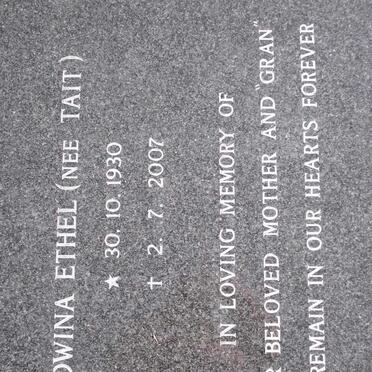 OWINA ETHEL (NEE TAIT)
★ 30. 10. 1930
† 2. 7. 2007
IN LOVING MEMORY OF
R BELOVED MOTHER AND "GRAN"
REMAIN IN OUR HEARTS FOREVER